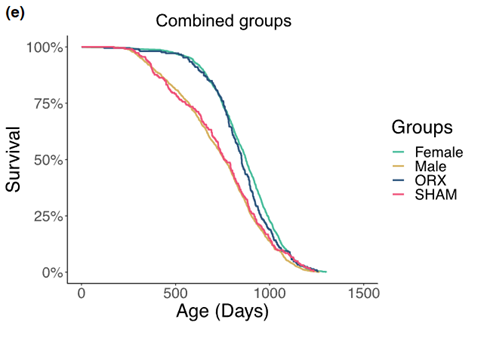 (e)
Combined groups
100%
75%
50%
25%
0%
Survival
0
500
1000
1500
Age (Days)
Groups
Female
Male
ORX
SHAM